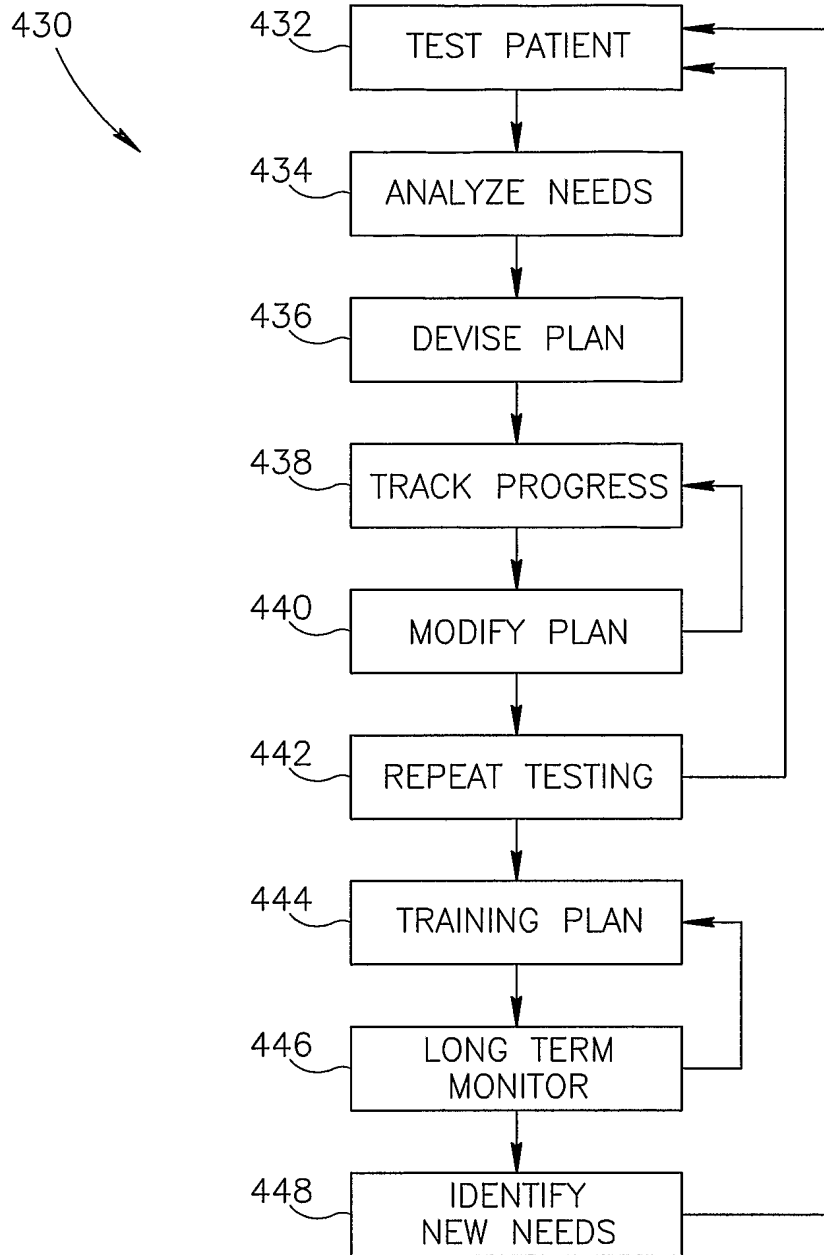 430
432
TEST PATIENT
434
ANALYZE NEEDS
436
DEVISE PLAN
438
TRACK PROGRESS
440
MODIFY PLAN
442
REPEAT TESTING
444
TRAINING PLAN
446
LONG TERM
MONITOR
448
IDENTIFY
NEW NEEDS